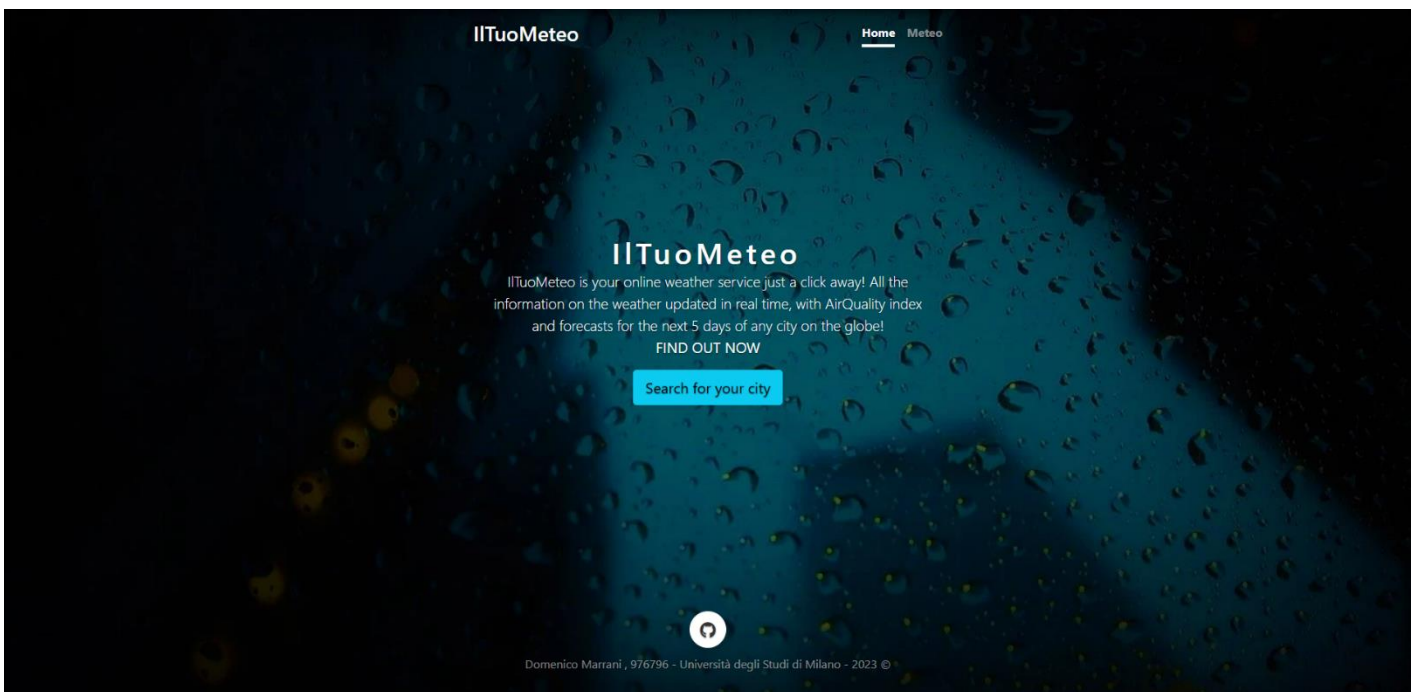 IlTuoMeteo
Home Meteo
IlTuoMeteo
IlTuoMeteo is your online weather service just a click away! All the
information on the weather updated in real time, with AirQuality index
and forecasts for the next 5 days of any city on the globe!
FIND OUT NOW
Search for your city
Domenico Marrani , 976796 - Università degli Studi di Milano - 2023 ©